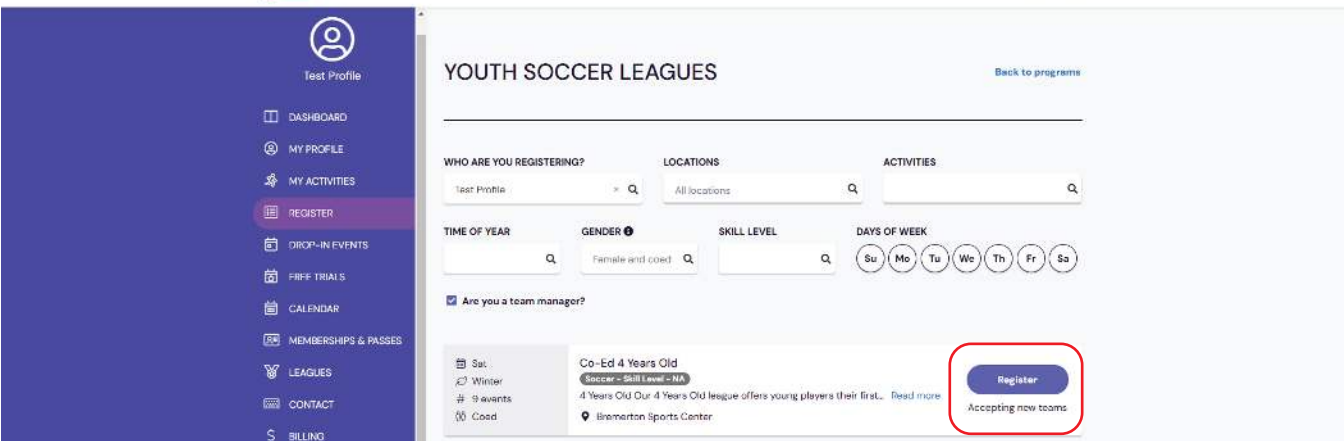 Test Profile
DASHBOARD
MY PROFILE
MY ACTIVITIES
REGISTER
DROP-IN EVENTS
FREE TRIALS
CALENDAR
MEMBERSHIPS & PASSES
LEAGUES
CONTACT
BILLING
YOUTH SOCCER LEAGUES
Back to programs
WHO ARE YOU REGISTERING?
Test Profile ×
LOCATIONS
All locations
ACTIVITIES
TIME OF YEAR
GENDER
Female and coed
SKILL LEVEL
DAYS OF WEEK
Su Mo Tu We Th Fr Sa
Are you a team manager?
Sat
Winter
# 9 events
Coed
Co-Ed 4 Years Old
Soccer - Skill Level - NA
4 Years Old Our 4 Years Old league offers young players their first... Read more
Bremerton Sports Center
Register
Accepting new teams